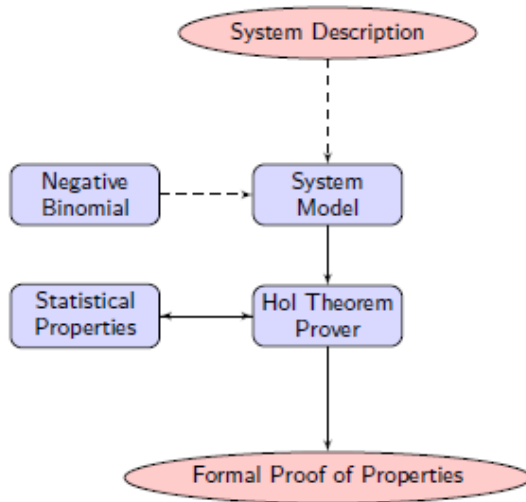 System Description
Negative
Binomial
System
Model
Statistical
Properties
Hol Theorem
Prover
Formal Proof of Properties